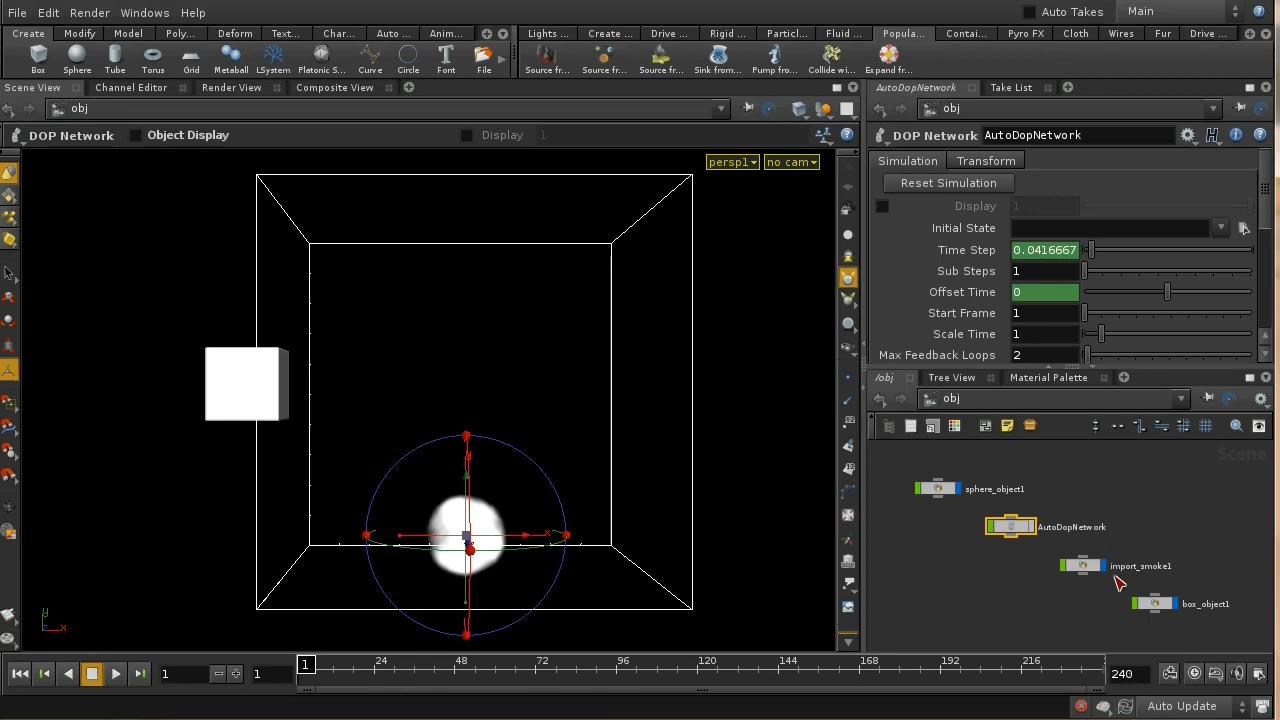 File Edit Render Windows Help
Auto Takes Main
Create Modify Model Poly... Deform Text... Char... Auto ... Anim...
Lights ... Create ... Drive ... Rigid ... Particl... Fluid ... Popula... Contai... Pyro FX Cloth Wires Fur Drive ...
Box Sphere Tube Torus Grid Metaball LSystem Platonic S... Curve Circle Font File
Source fr... Source fr... Source fr... Sink from... Pump fro... Collide wi... Expand fr...
Scene View Channel Editor Render View Composite View
AutoDopNetwork Take List
obj
obj
DOP Network Object Display Display 1
DOP Network AutoDopNetwork
persp1 no cam
Simulation Transform
Reset Simulation
Display 1
Initial State
Time Step 0.0416667
Sub Steps 1
Offset Time 0
Start Frame 1
Scale Time 1
Max Feedback Loops 2
/obj Tree View Material Palette
obj
Scene
sphere_object1
AutoDopNetwork
import_smoke1
box_object1
y
x
x
1 1 1 24 48 72 96 120 144 168 192 216 2 240
Auto Update